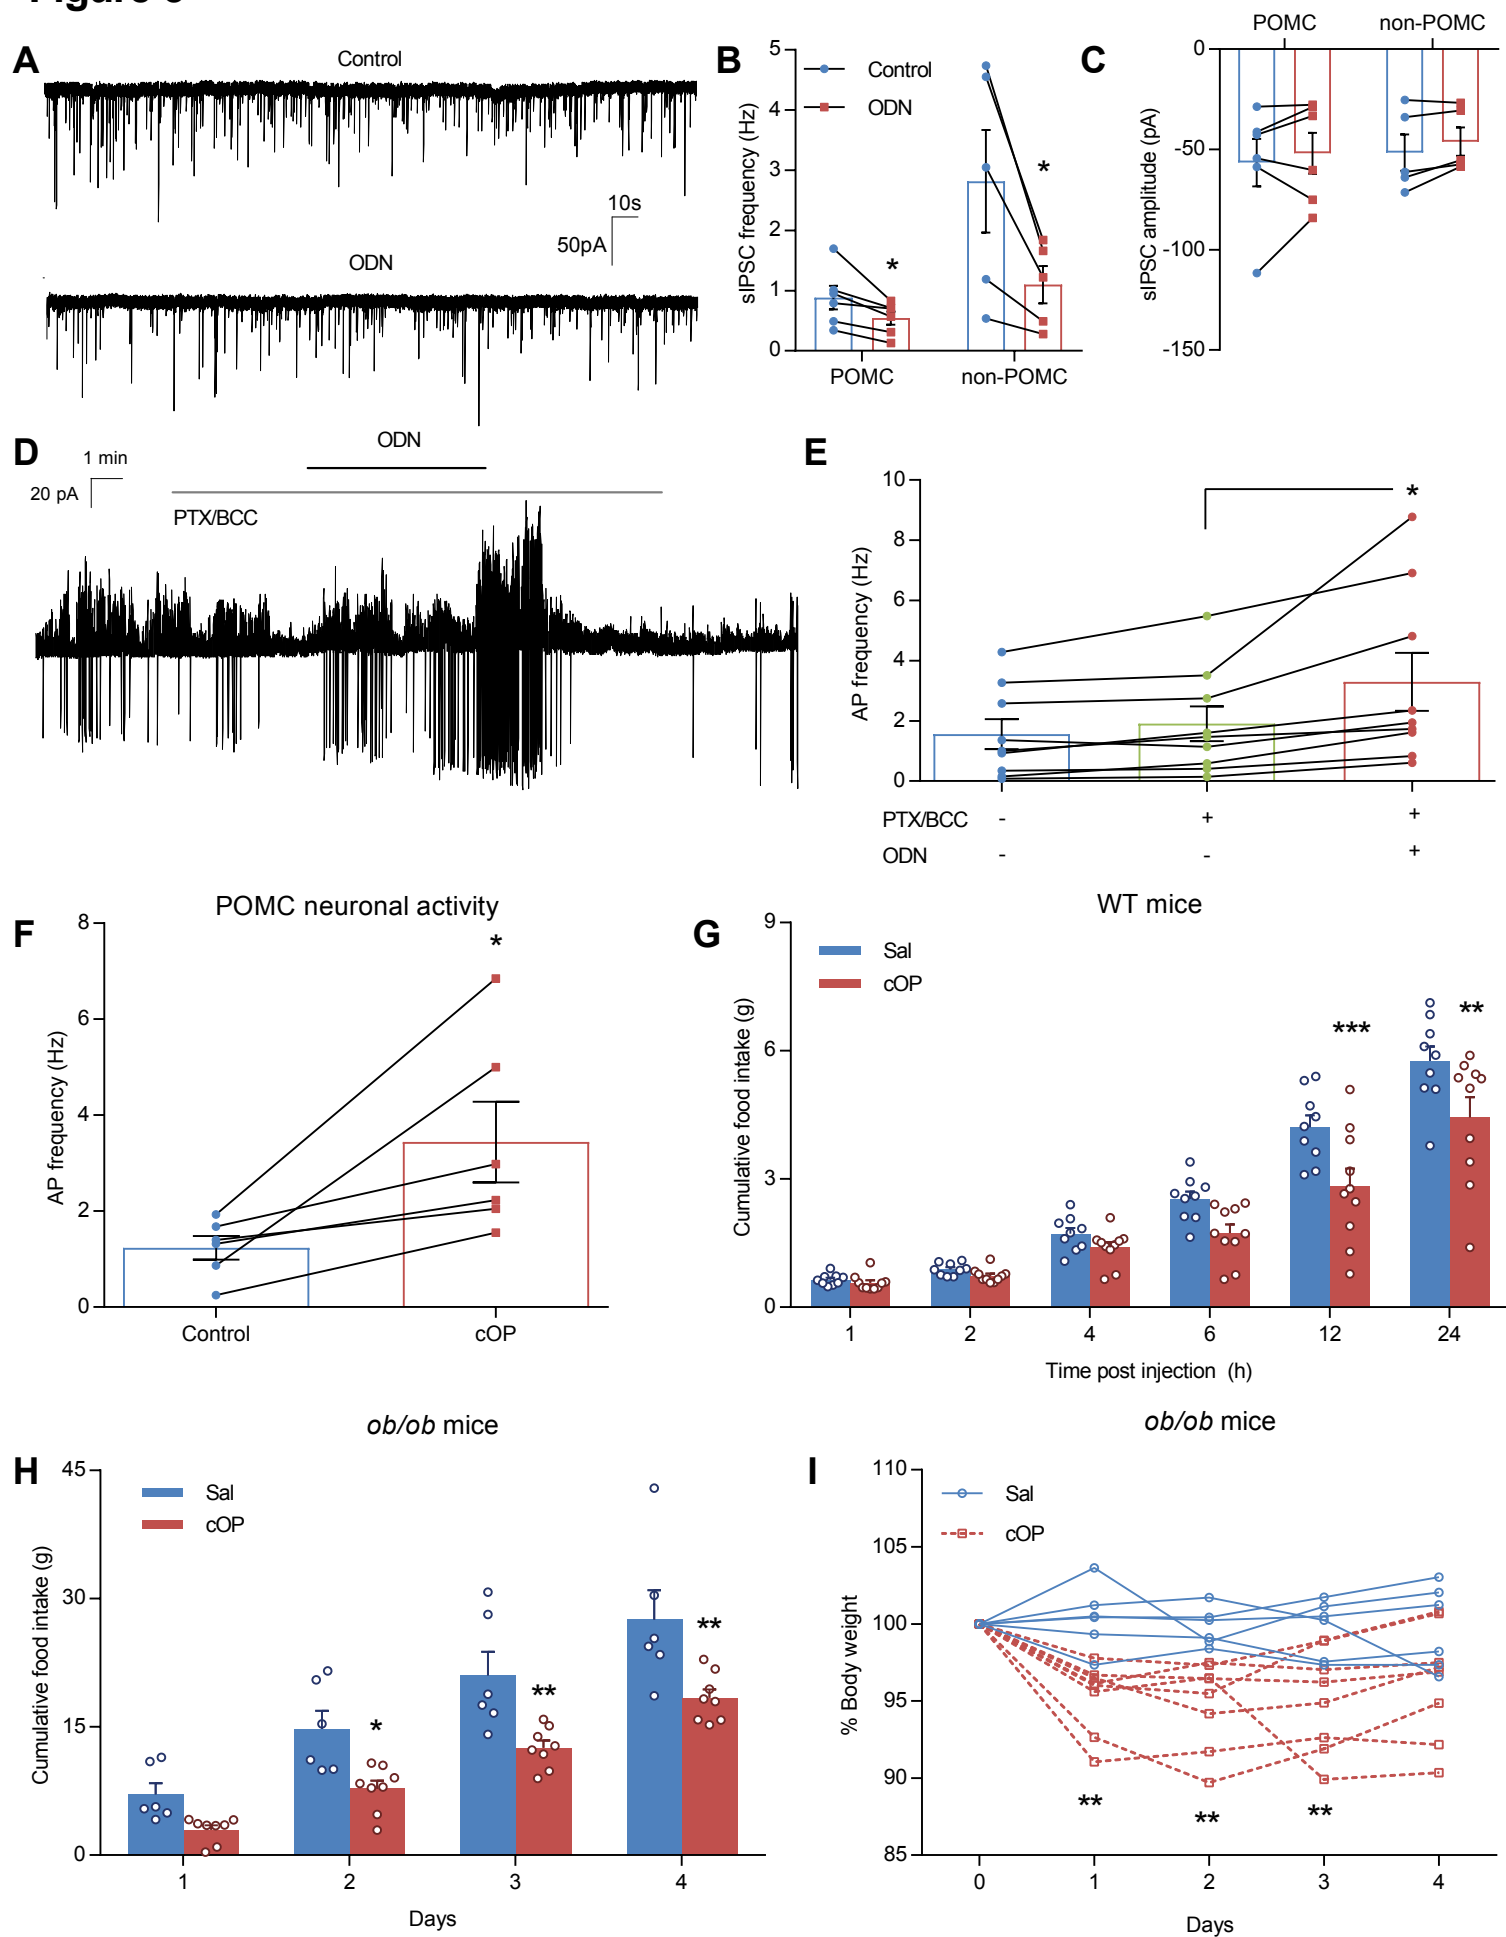 A
Control
10s
50pA
ODN
B
Control
ODN
sIPSC frequency (Hz)
5
4
3
2
1
0
*
*
POMC
non-POMC
C
POMC
non-POMC
sIPSC amplitude (pA)
0
-50
-100
-150
D
1 min
20 pA
ODN
PTX/BCC
E
AP frequency (Hz)
10
8
6
4
2
0
*
PTX/BCC - + +
ODN - - +
F
POMC neuronal activity
AP frequency (Hz)
8
6
4
2
0
*
Control
cOP
G
WT mice
Sal
cOP
Cumulative food intake (g)
9
6
3
0
***
**
1 2 4 6 12 24
Time post injection (h)
H
ob/ob mice
Sal
cOP
Cumulative food intake (g)
45
30
15
0
*
**
**
1 2 3 4
Days
I
ob/ob mice
Sal
cOP
% Body weight
110
105
100
95
90
85
**
**
**
0 1 2 3 4
Days